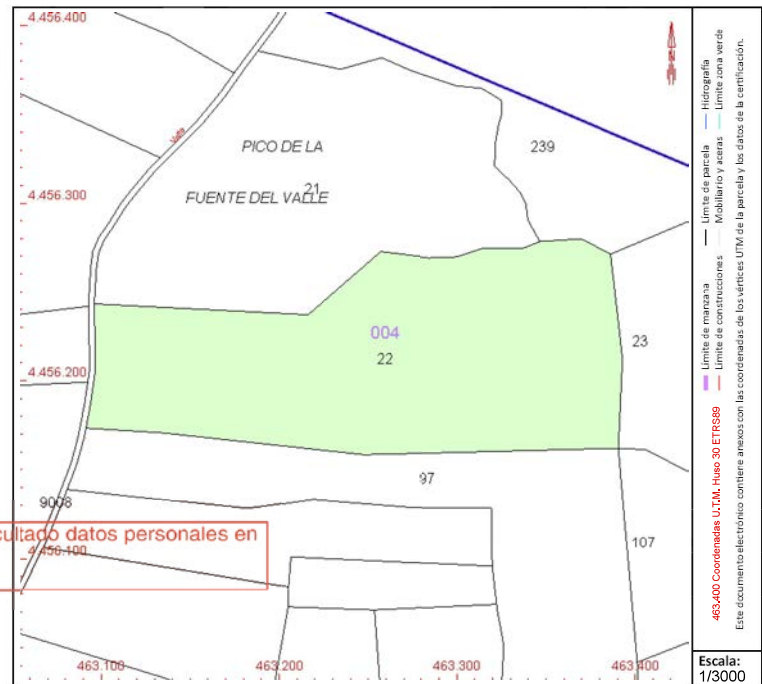 4.456.400
Valle
PICO DE LA
21
FUENTE DEL VALLE
239
4.456.300
004
22
23
4.456.200
97
9008
cultado datos personales en
4.456.100
107
463.100
463.200
463.300
463.400
463.400 Coordenadas U.T.M. Huso 30 ETRS89
Límite de manzana
Límite de parcela
Hidrografía
Límite de construcciones
Mobiliario y aceras
Límite zona verde
Este documento electrónico contiene anexos con las coordenadas de los vértices UTM de la parcela y los datos de la certificación.
Escala:
1/3000